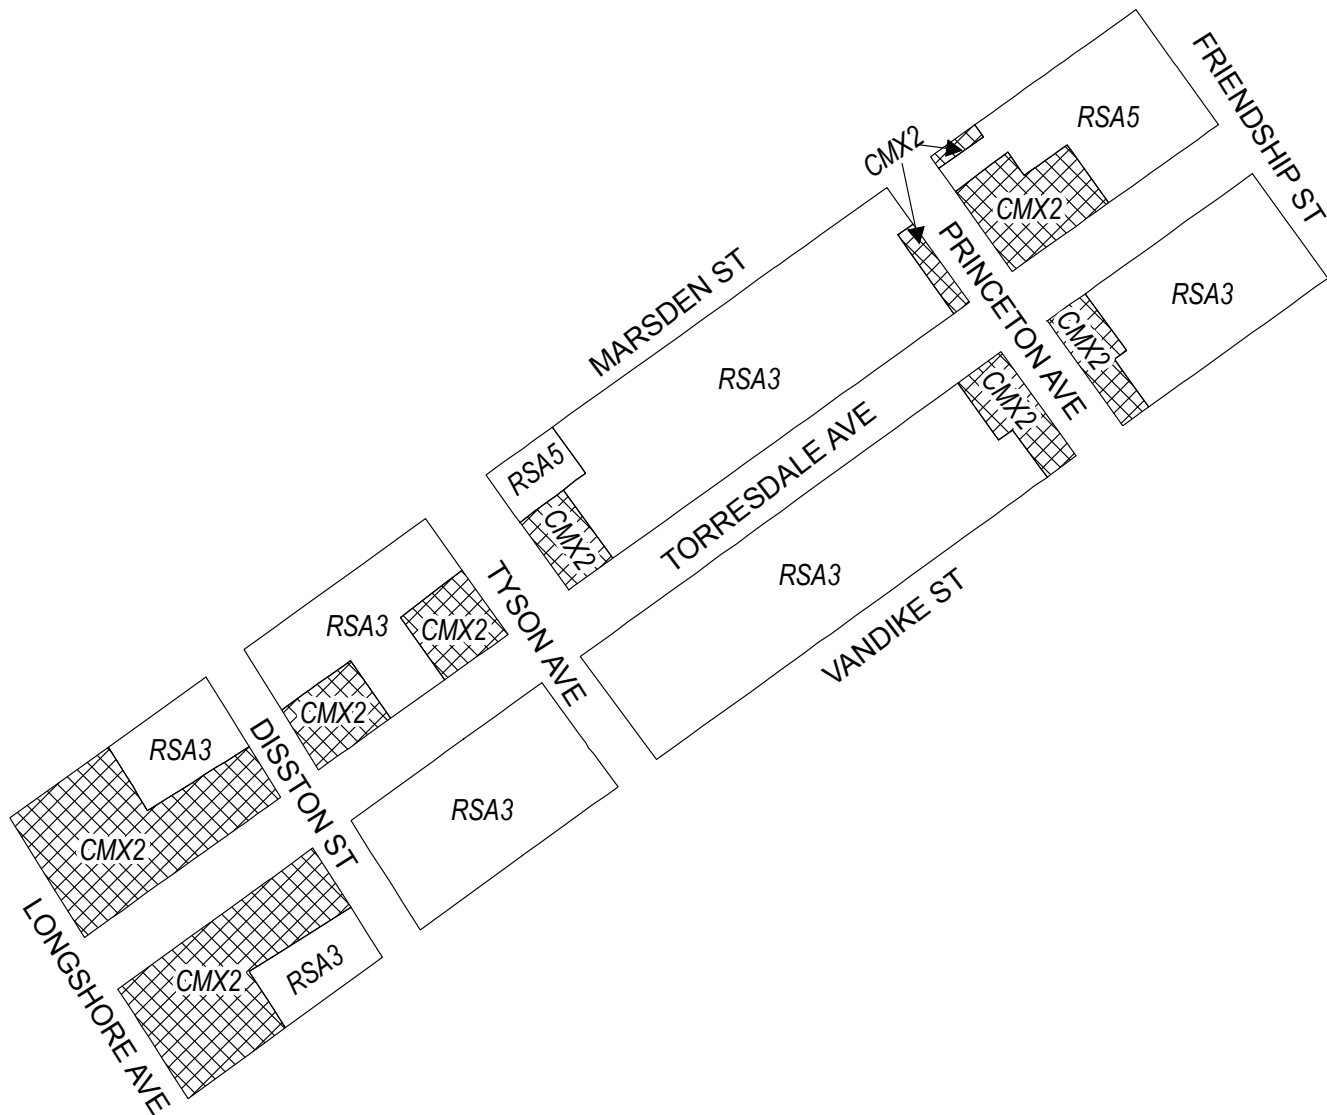 FRIENDSHIP ST
RSA5
CMX2
CMX2
PRINCETON AVE
MARSDEN ST
RSA3
CMX2
RSA3
CMX2
TORRESDALE AVE
RSA5
CMX2
RSA3
VANDIKE ST
TYSON AVE
RSA3
CMX2
CMX2
RSA3
DISSTON ST
RSA3
CMX2
CMX2
RSA3
LONGSHORE AVE